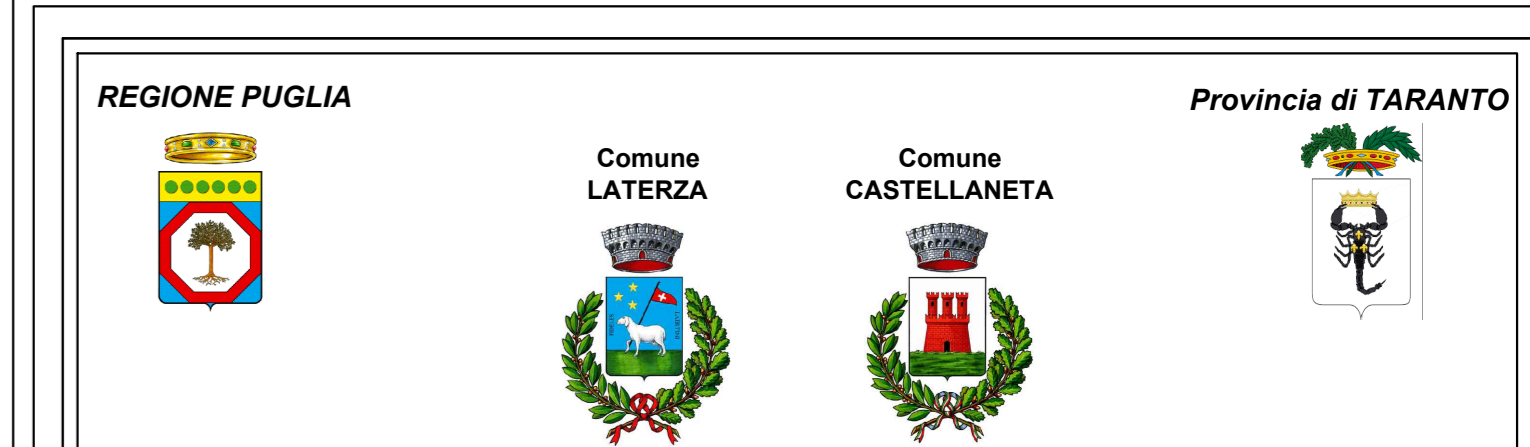 REGIONE PUGLIA
Provincia di TARANTO
Comune
LATERZA
Comune
CASTELLANETA